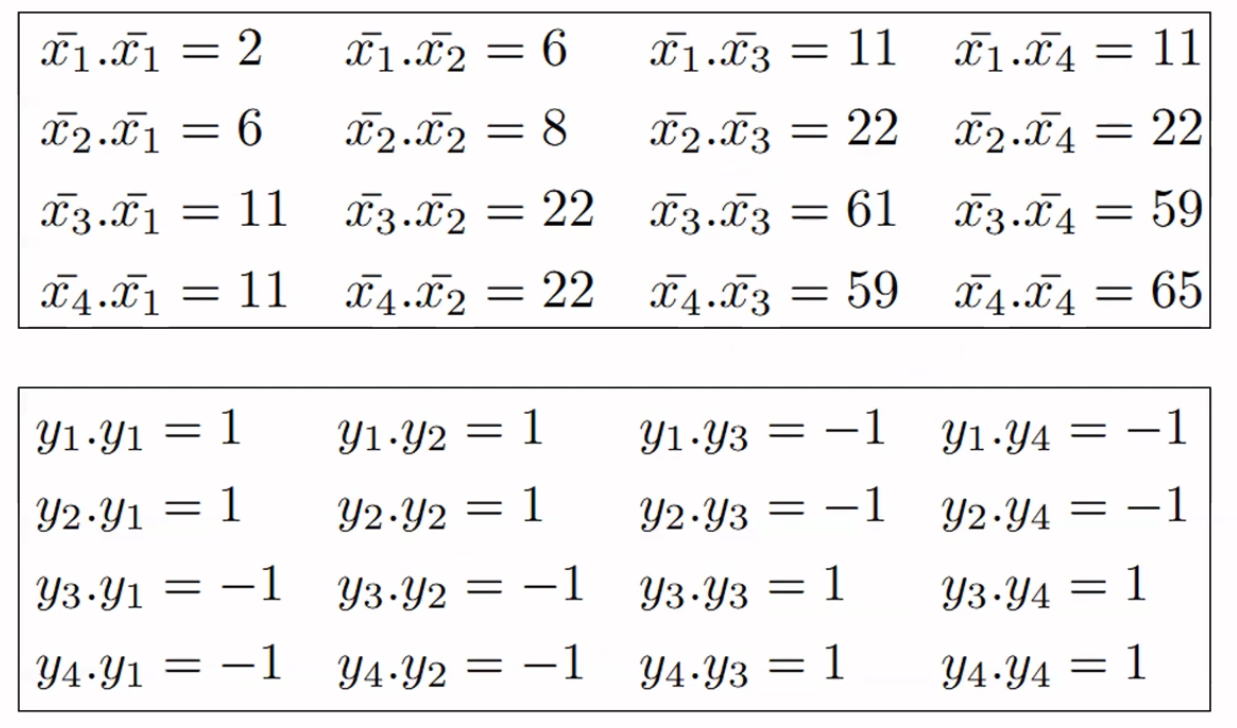 x̄₁.x̄₁ = 2 x̄₁.x̄₂ = 6 x̄₁.x̄₃ = 11 x̄₁.x̄₄ = 11
x̄₂.x̄₁ = 6 x̄₂.x̄₂ = 8 x̄₂.x̄₃ = 22 x̄₂.x̄₄ = 22
x̄₃.x̄₁ = 11 x̄₃.x̄₂ = 22 x̄₃.x̄₃ = 61 x̄₃.x̄₄ = 59
x̄₄.x̄₁ = 11 x̄₄.x̄₂ = 22 x̄₄.x̄₃ = 59 x̄₄.x̄₄ = 65
y₁.y₁ = 1 y₁.y₂ = 1 y₁.y₃ = −1 y₁.y₄ = −1
y₂.y₁ = 1 y₂.y₂ = 1 y₂.y₃ = −1 y₂.y₄ = −1
y₃.y₁ = −1 y₃.y₂ = −1 y₃.y₃ = 1 y₃.y₄ = 1
y₄.y₁ = −1 y₄.y₂ = −1 y₄.y₃ = 1 y₄.y₄ = 1